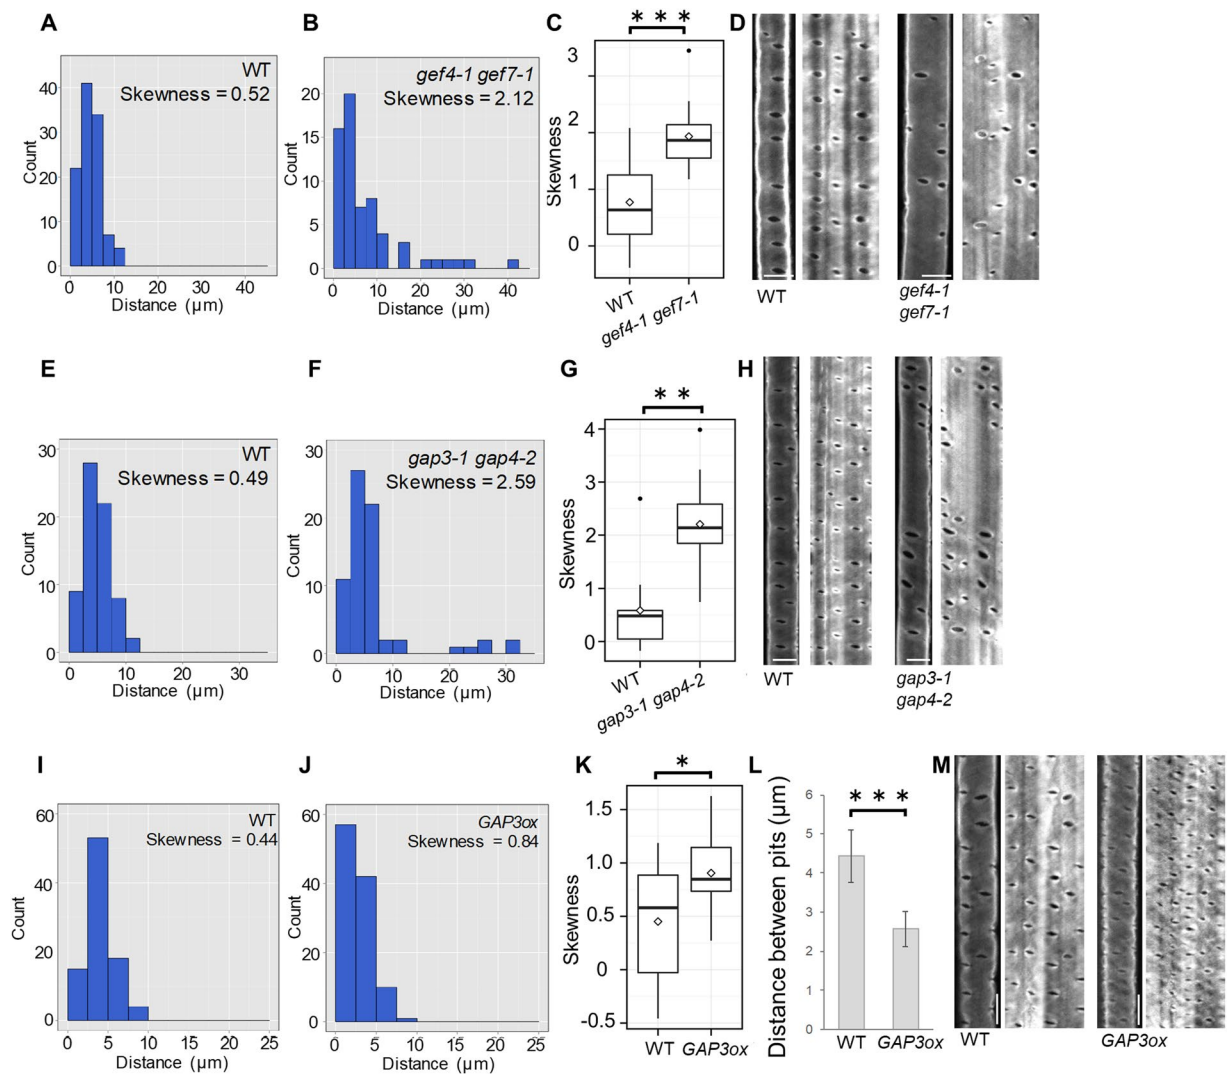 A
WT
Skewness = 0.52
Count
40
30
20
10
0
0 10 20 30 40
Distance (μm)
B
gef4-1 gef7-1
Skewness = 2.12
Count
20
15
10
5
0
0 10 20 30 40
Distance (μm)
C
* * *
Skewness
3
2
1
0
WT
gef4-1 gef7-1
D
WT
gef4-1
gef7-1
E
WT
Skewness = 0.49
Count
30
20
10
0
0 10 20 30
Distance (μm)
F
gap3-1 gap4-2
Skewness = 2.59
Count
30
20
10
0
0 10 20 30
Distance (μm)
G
* *
Skewness
4
3
2
1
0
WT
gap3-1 gap4-2
H
WT
gap3-1
gap4-2
I
WT
Skewness = 0.44
Count
60
40
20
0
0 5 10 15 20 25
Distance (μm)
J
GAP3ox
Skewness = 0.84
Count
60
40
20
0
0 5 10 15 20 25
Distance (μm)
K
*
Skewness
1.5
1.0
0.5
0
-0.5
WT GAP3ox
L
* * *
Distance between pits (μm)
6
5
4
3
2
1
0
WT GAP3ox
M
WT
GAP3ox